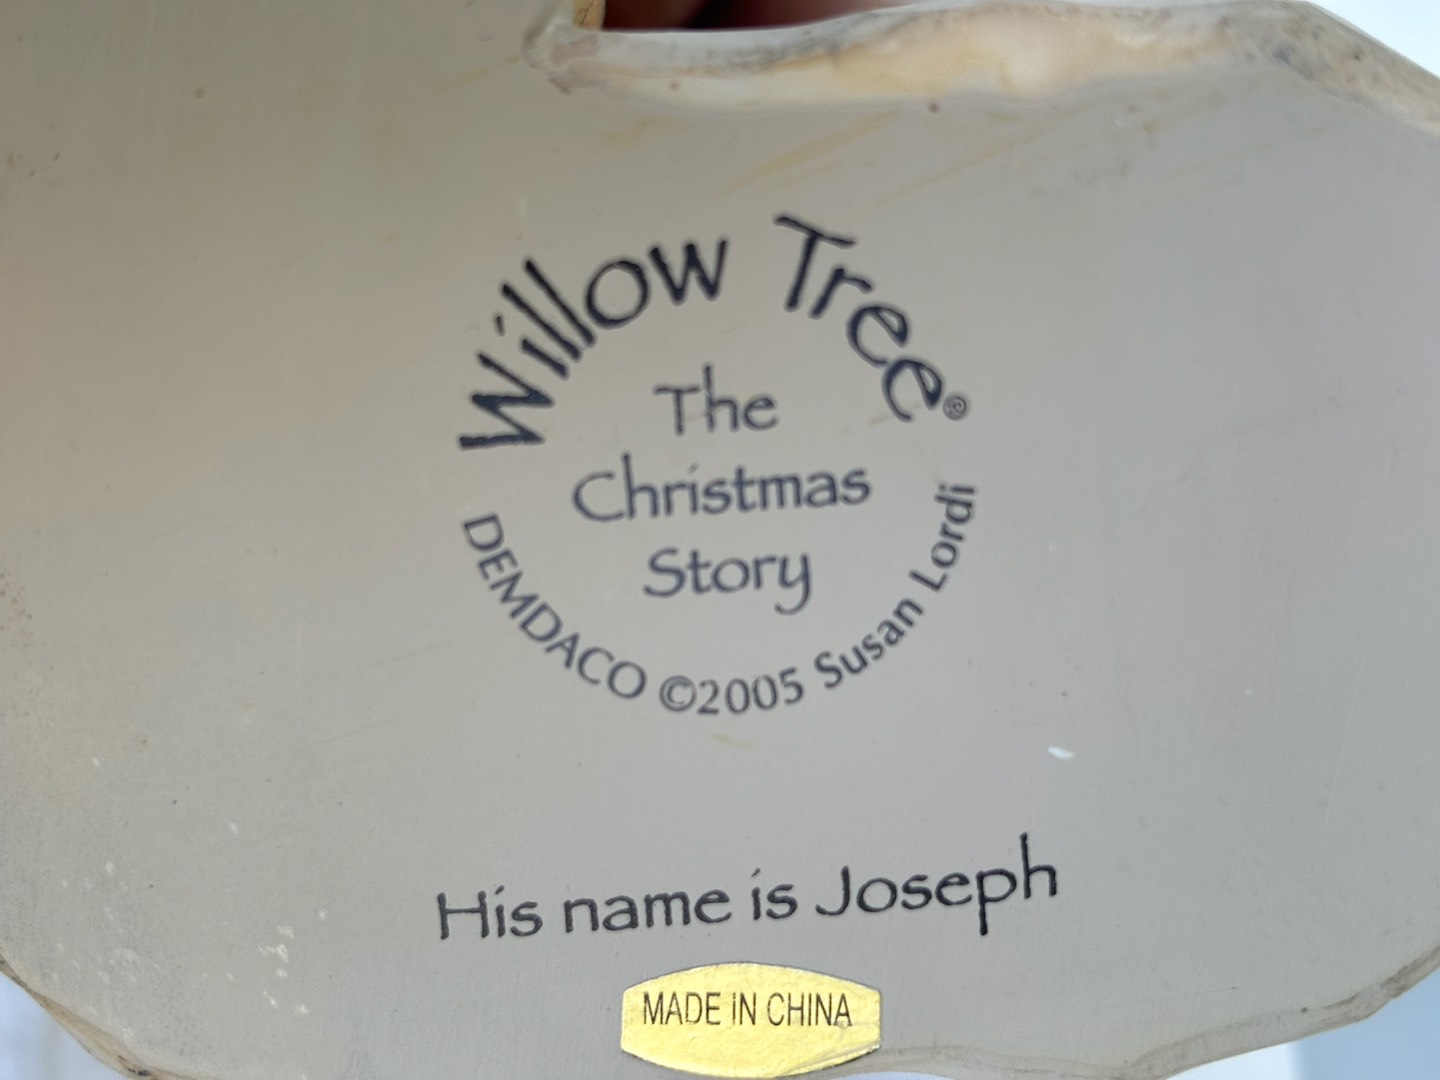 Willow Tree®
The
Christmas
Story
DEMDACO ©2005 Susan Lordi
His name is Joseph
MADE IN CHINA